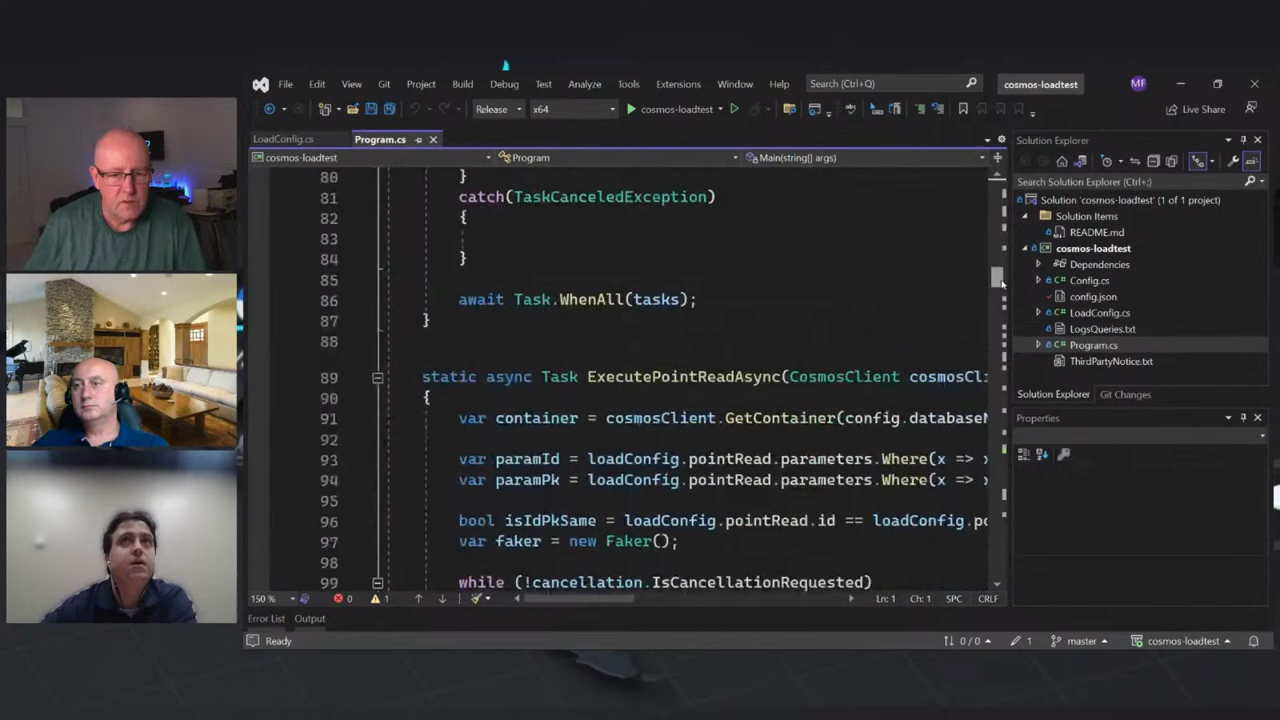 File Edit View Git Project Build Debug Test Analyze Tools Extensions Window Help Search (Ctrl+Q) cosmos-loadtest MF
Release x64 cosmos-loadtest Live Share
LoadConfig.cs Program.cs
cosmos-loadtest Program Main(string[] args)
80 }
81 catch(TaskCanceledException)
82 {
83
84 }
85
86 await Task.WhenAll(tasks);
87 }
88
89 static async Task ExecutePointReadAsync(CosmosClient cosmosCli
90 {
91 var container = cosmosClient.GetContainer(config.databaseN
92
93 var paramId = loadConfig.pointRead.parameters.Where(x => x
94 var paramPk = loadConfig.pointRead.parameters.Where(x => x
95
96 bool isIdPkSame = loadConfig.pointRead.id == loadConfig.po
97 var faker = new Faker();
98
99 while (!cancellation.IsCancellationRequested)
150 % 0 1 Ln: 1 Ch: 1 SPC CRLF
Error List Output
Ready 0 / 0 1 master cosmos-loadtest
Solution Explorer
Search Solution Explorer (Ctrl+;)
Solution 'cosmos-loadtest' (1 of 1 project)
Solution Items
README.md
cosmos-loadtest
Dependencies
C# Config.cs
config.json
C# LoadConfig.cs
LogsQueries.txt
C# Program.cs
ThirdPartyNotice.txt
Solution Explorer Git Changes
Properties